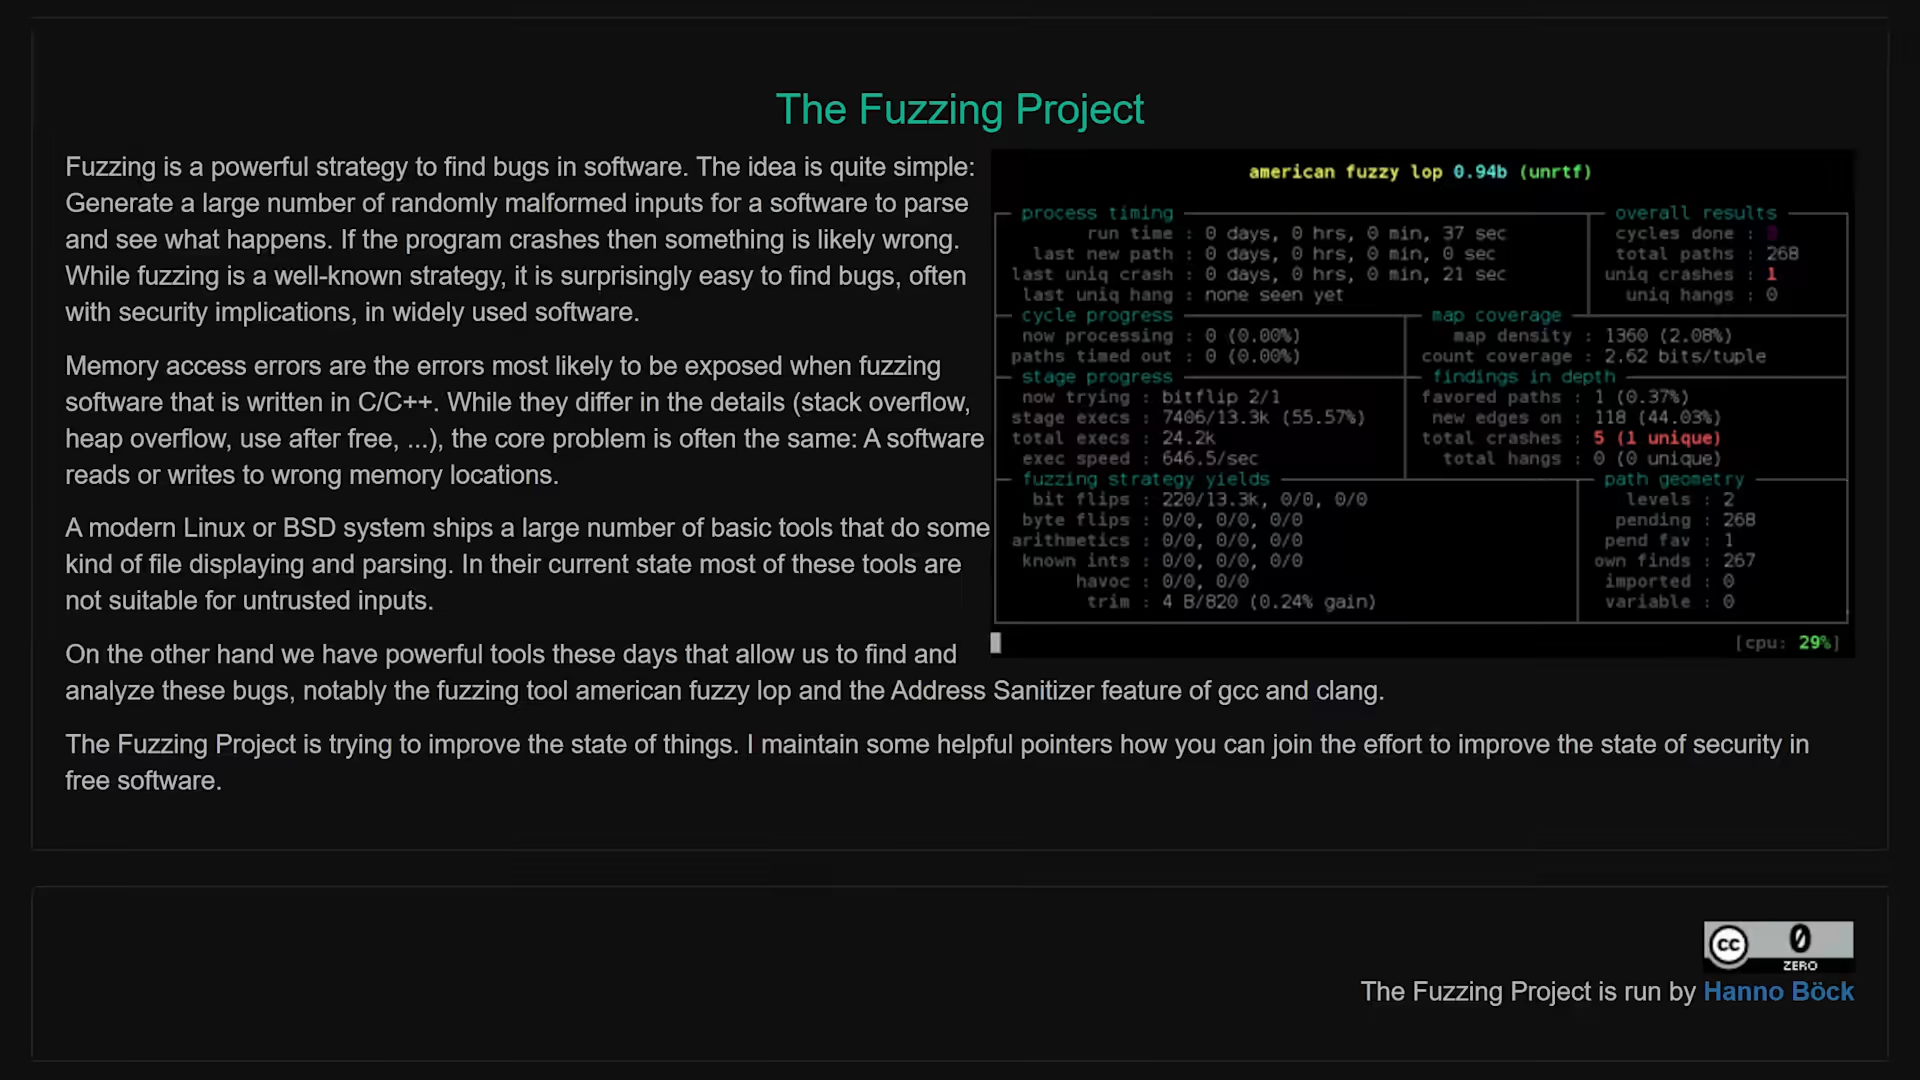 The Fuzzing Project
Fuzzing is a powerful strategy to find bugs in software. The idea is quite simple:
Generate a large number of randomly malformed inputs for a software to parse
and see what happens. If the program crashes then something is likely wrong.
While fuzzing is a well-known strategy, it is surprisingly easy to find bugs, often
with security implications, in widely used software.
Memory access errors are the errors most likely to be exposed when fuzzing
software that is written in C/C++. While they differ in the details (stack overflow,
heap overflow, use after free, ...), the core problem is often the same: A software
reads or writes to wrong memory locations.
A modern Linux or BSD system ships a large number of basic tools that do some
kind of file displaying and parsing. In their current state most of these tools are
not suitable for untrusted inputs.
On the other hand we have powerful tools these days that allow us to find and
analyze these bugs, notably the fuzzing tool american fuzzy lop and the Address Sanitizer feature of gcc and clang.
The Fuzzing Project is trying to improve the state of things. I maintain some helpful pointers how you can join the effort to improve the state of security in
free software.
american fuzzy lop 0.94b (unrtf)
process timing
run time : 0 days, 0 hrs, 0 min, 37 sec
last new path : 0 days, 0 hrs, 0 min, 0 sec
last uniq crash : 0 days, 0 hrs, 0 min, 21 sec
last uniq hang : none seen yet
overall results
cycles done :
total paths : 268
uniq crashes : 1
uniq hangs : 0
cycle progress
now processing : 0 (0.00%)
paths timed out : 0 (0.00%)
map coverage
map density : 1360 (2.08%)
count coverage : 2.62 bits/tuple
stage progress
now trying : bitflip 2/1
stage execs : 7406/13.3k (55.57%)
total execs : 24.2k
exec speed : 646.5/sec
findings in depth
favored paths : 1 (0.37%)
new edges on : 118 (44.03%)
total crashes : 5 (1 unique)
total hangs : 0 (0 unique)
fuzzing strategy yields
bit flips : 220/13.3k, 0/0, 0/0
byte flips : 0/0, 0/0, 0/0
arithmetics : 0/0, 0/0, 0/0
known ints : 0/0, 0/0, 0/0
havoc : 0/0, 0/0
trim : 4 B/820 (0.24% gain)
path geometry
levels : 2
pending : 268
pend fav : 1
own finds : 267
imported : 0
variable : 0
[cpu: 29%]
cc 0
ZERO
The Fuzzing Project is run by Hanno Böck